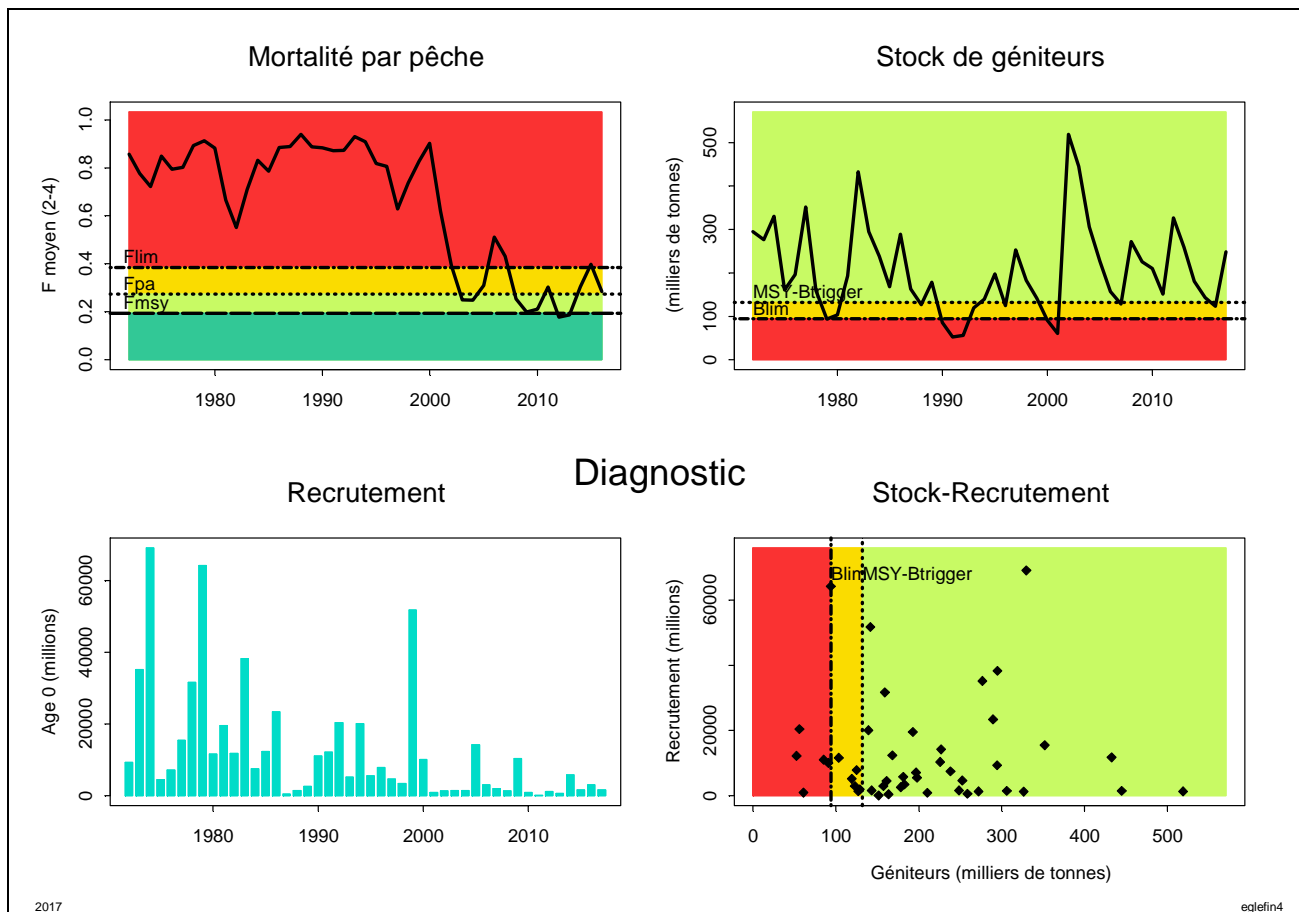 Mortalité par pêche
F moyen (2-4)
0.0 0.2 0.4 0.6 0.8 1.0
Flim
Fpa
Fmsy
1980 1990 2000 2010
Stock de géniteurs
(milliers de tonnes)
0 100 300 500
MSY-Btrigger
Blim
1980 1990 2000 2010
Diagnostic
Recrutement
Age 0 (millions)
0 20000 40000 60000
1980 1990 2000 2010
Stock-Recrutement
Recrutement (millions)
0 20000 60000
Blim MSY-Btrigger
0 100 200 300 400 500
Géniteurs (milliers de tonnes)
2017
eglefin4